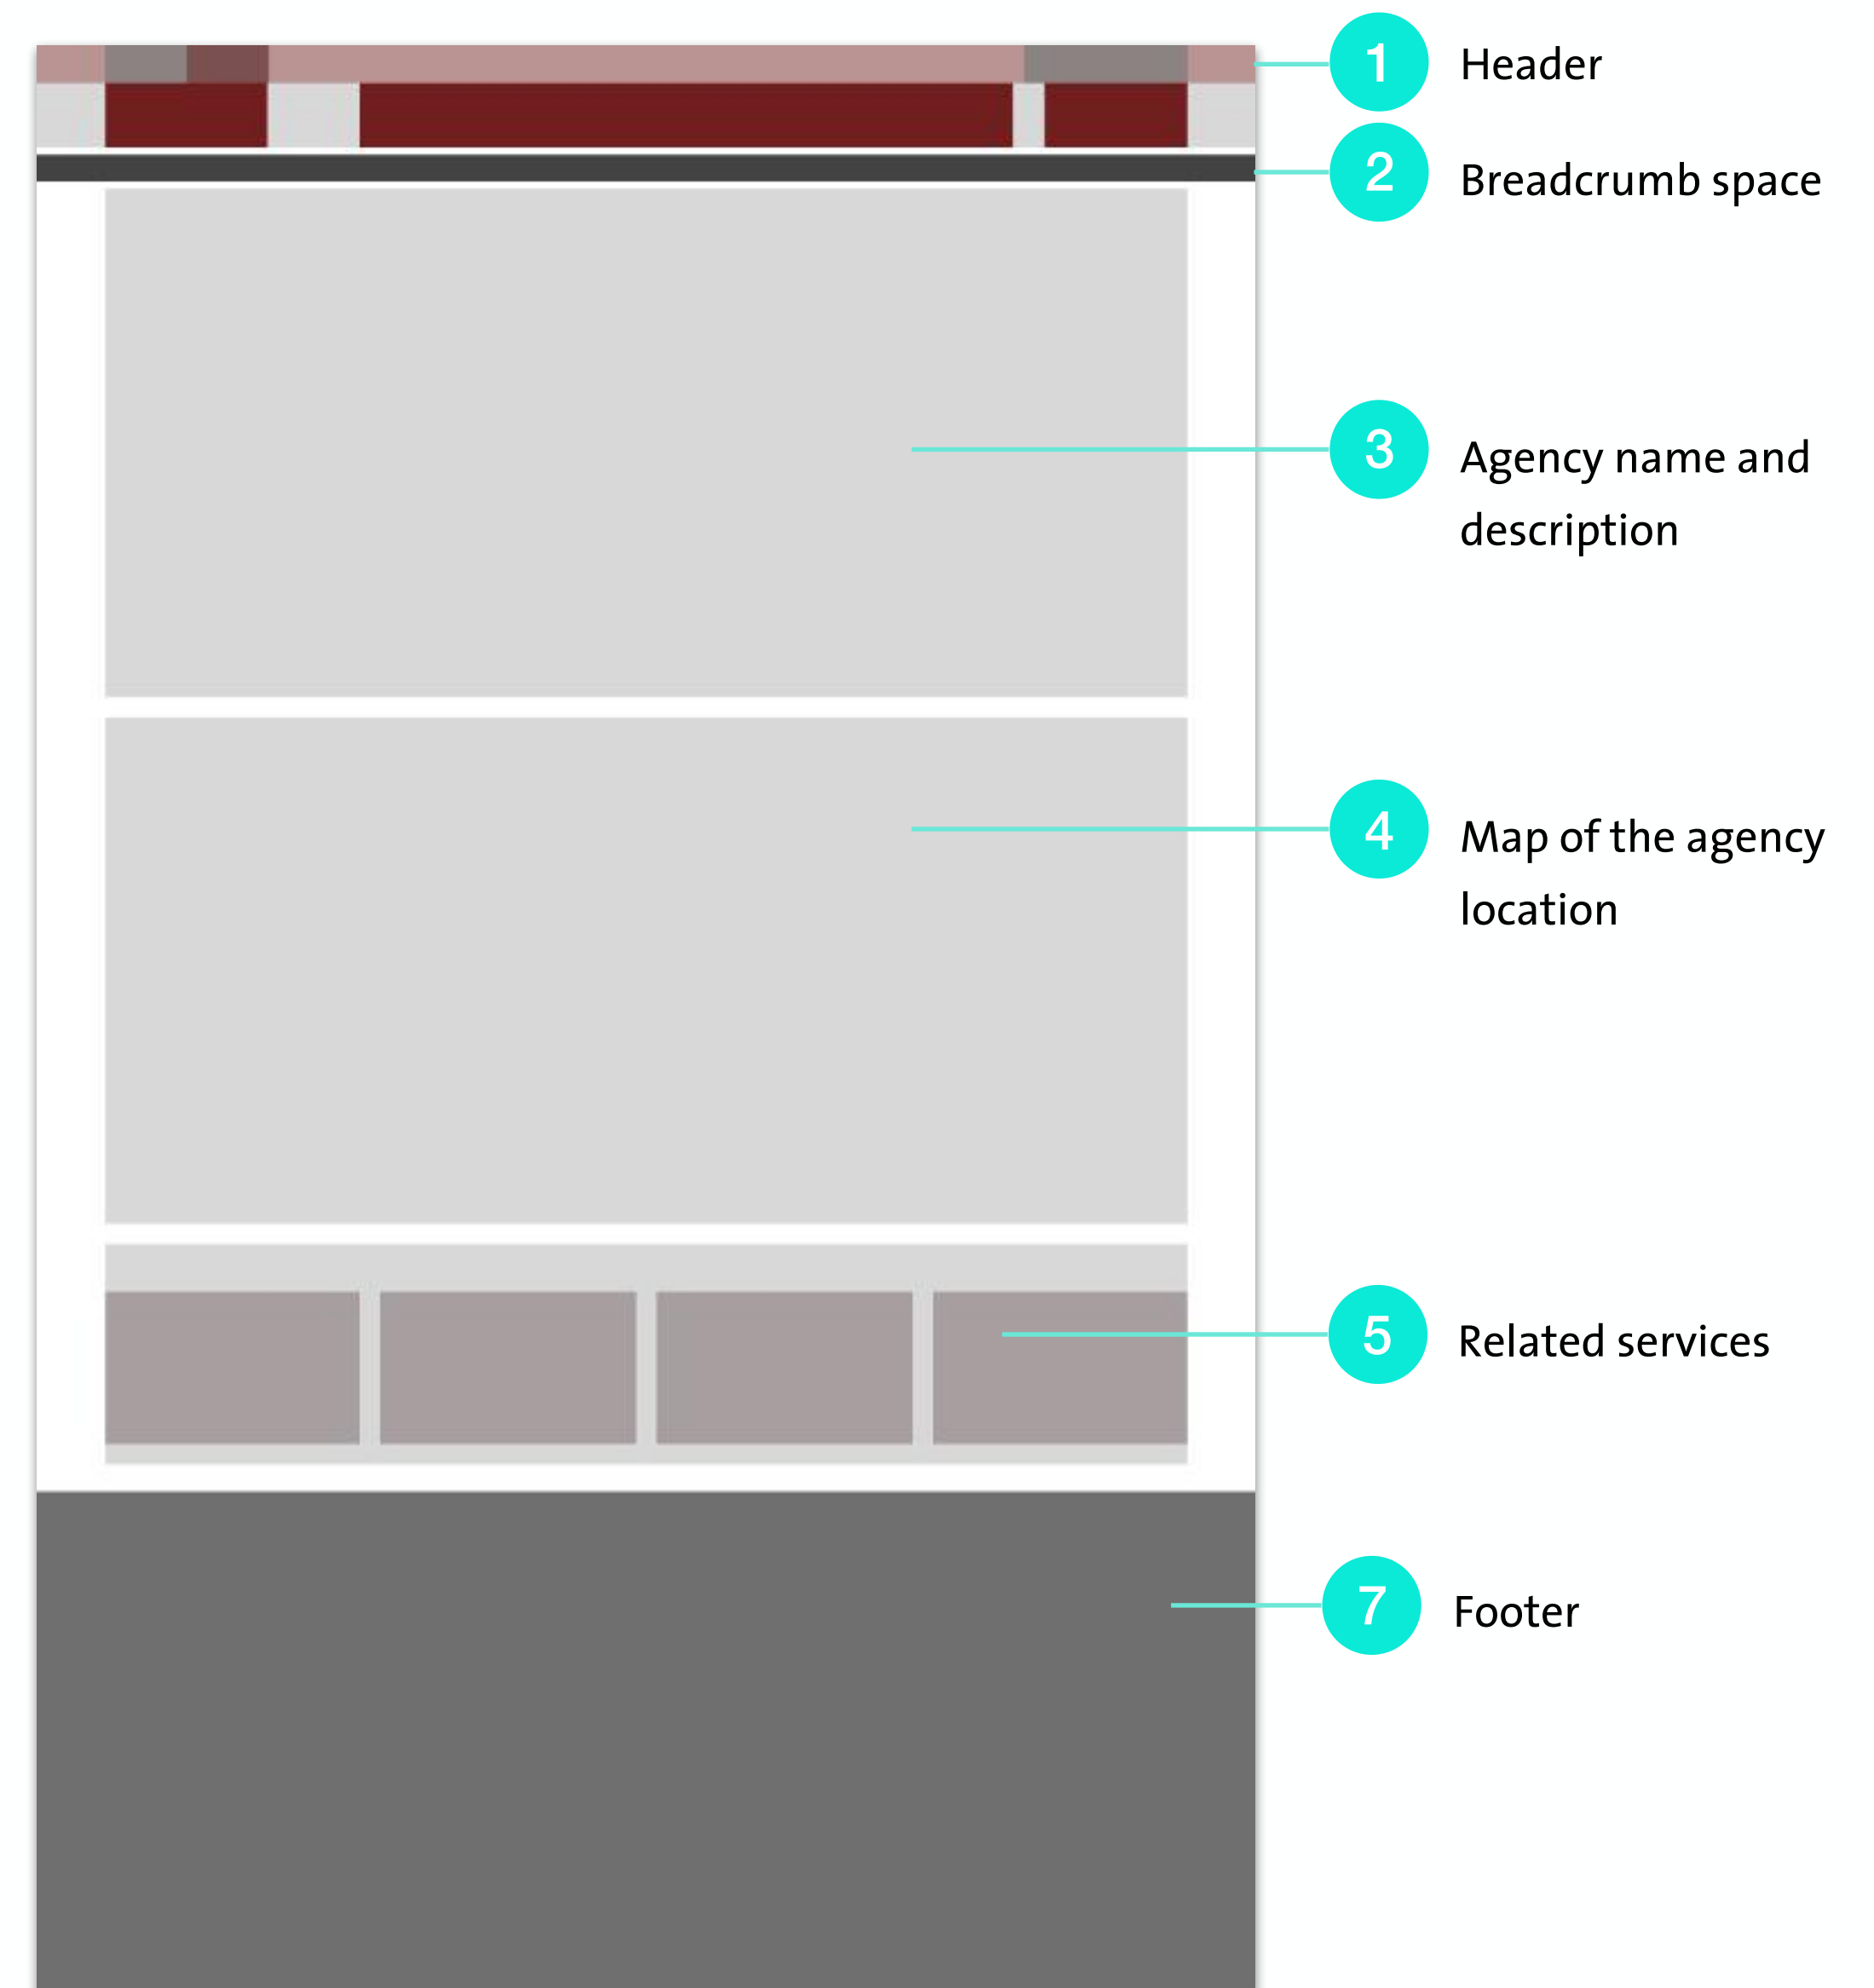 1 Header
2 Breadcrumb space
3 Agency name and
description
4 Map of the agency
location
5 Related services
7 Footer